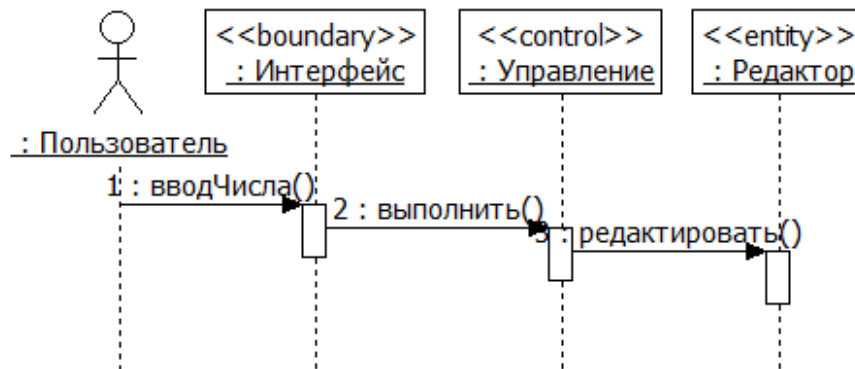 <<boundary>>
: Интерфейс
<<control>>
: Управление
<<entity>>
: Редактор
: Пользователь
1 : вводЧисла()
2 : выполнить()
3 : редактировать()